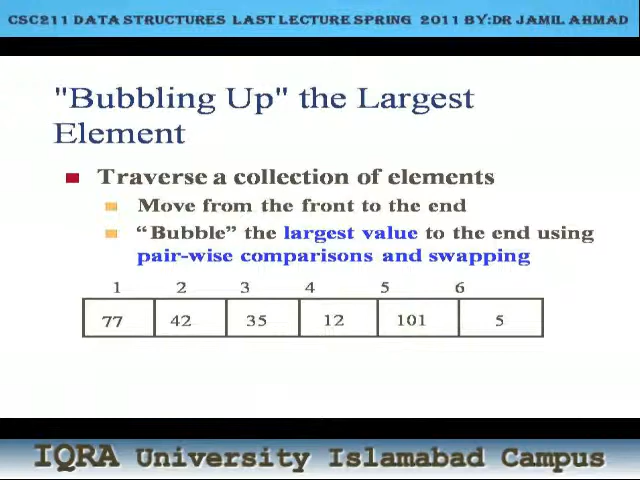 CSC211 DATA STRUCTURES LAST LECTURE SPRING 2011 BY:DR JAMIL AHMAD
"Bubbling Up" the Largest
Element
Traverse a collection of elements
Move from the front to the end
“Bubble” the largest value to the end using
pair-wise comparisons and swapping
1 2 3 4 5 6
77 42 35 12 101 5
IQRA University Islamabad Campus